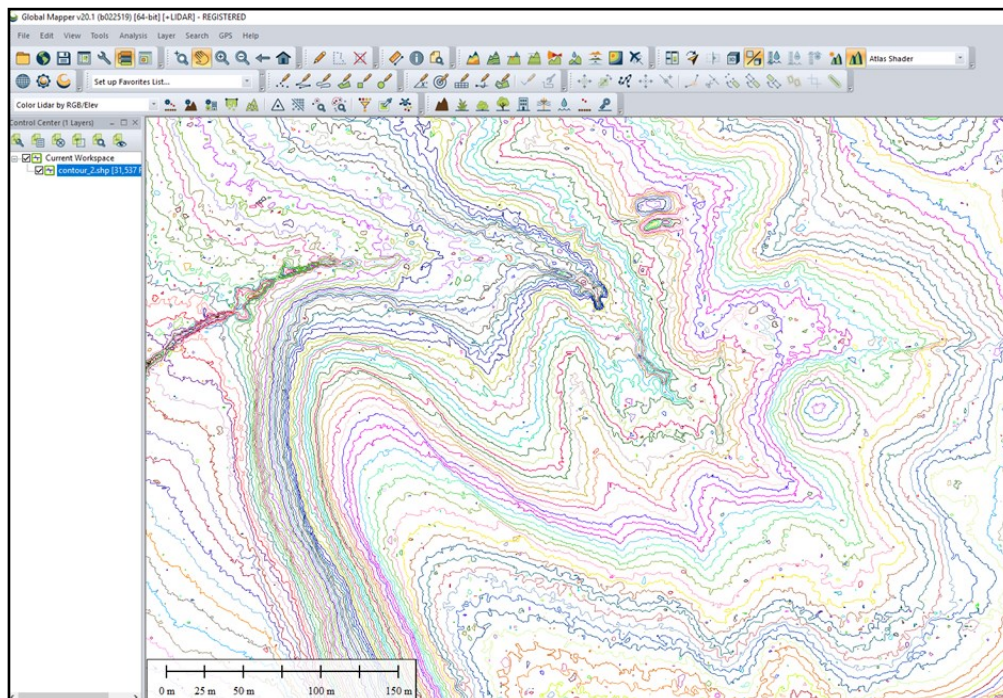 Global Mapper v20.1 (b022519) [64-bit] [+LIDAR] - REGISTERED
File Edit View Tools Analysis Layer Search GPS Help
Atlas Shader
Set up Favorites List...
Color Lidar by RGB/Elev
Control Center (1 Layers)
Current Workspace
contour_2.shp [31,537 F
0 m 25 m 50 m 100 m 150 m